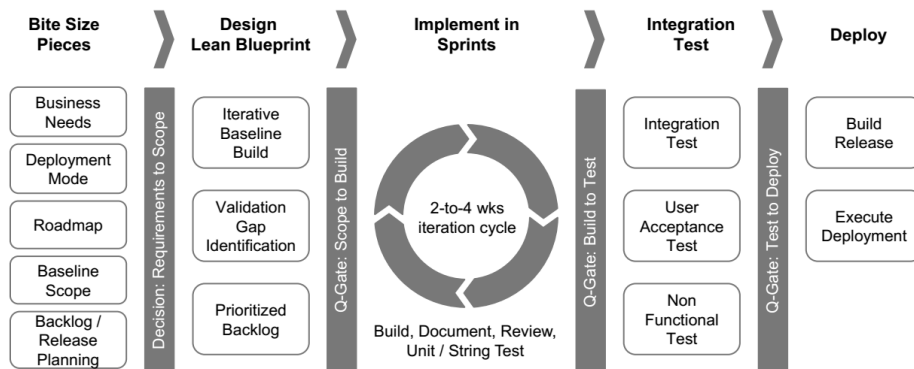 Bite Size
Pieces
Design
Lean Blueprint
Implement in
Sprints
Integration
Test
Deploy
Business
Needs
Deployment
Mode
Roadmap
Baseline
Scope
Backlog /
Release
Planning
Decision: Requirements to Scope
Iterative
Baseline
Build
Validation
Gap
Identification
Prioritized
Backlog
Q-Gate: Scope to Build
2-to-4 wks
iteration cycle
Build, Document, Review,
Unit / String Test
Q-Gate: Build to Test
Integration
Test
User
Acceptance
Test
Non
Functional
Test
Q-Gate: Test to Deploy
Build
Release
Execute
Deployment